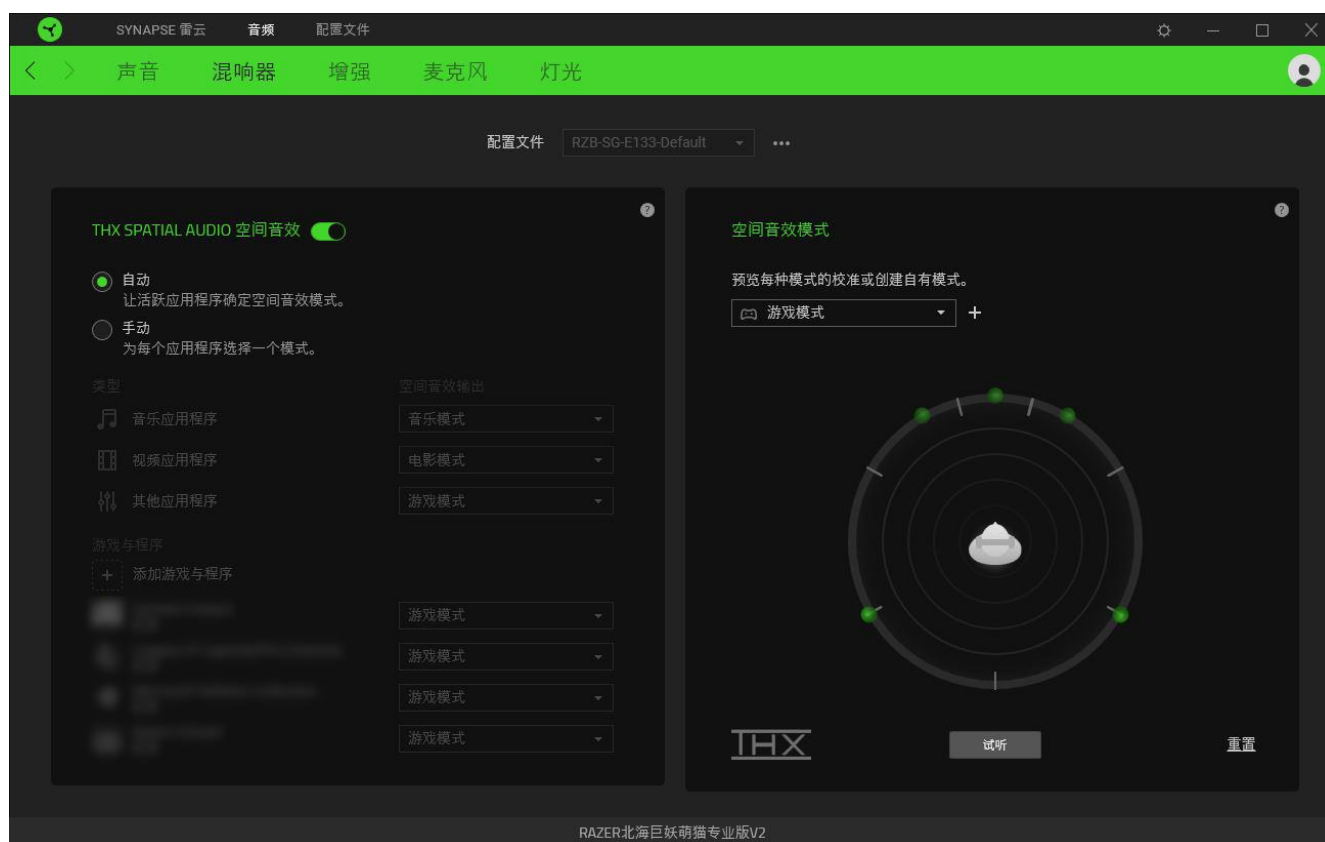 SYNAPSE 雷云 音频 配置文件
声音 混响器 增强 麦克风 灯光
配置文件 RZB-SG-E133-Default
THX SPATIAL AUDIO 空间音效
自动
让活跃应用程序确定空间音效模式。
手动
为每个应用程序选择一个模式。
类型 空间音效输出
音乐应用程序 音乐模式
视频应用程序 电影模式
其他应用程序 游戏模式
游戏与程序
添加游戏与程序
游戏模式
游戏模式
游戏模式
游戏模式
空间音效模式
预览每种模式的校准或创建自有模式。
游戏模式
THX 试听 重置
RAZER北海巨妖萌猫专业版V2